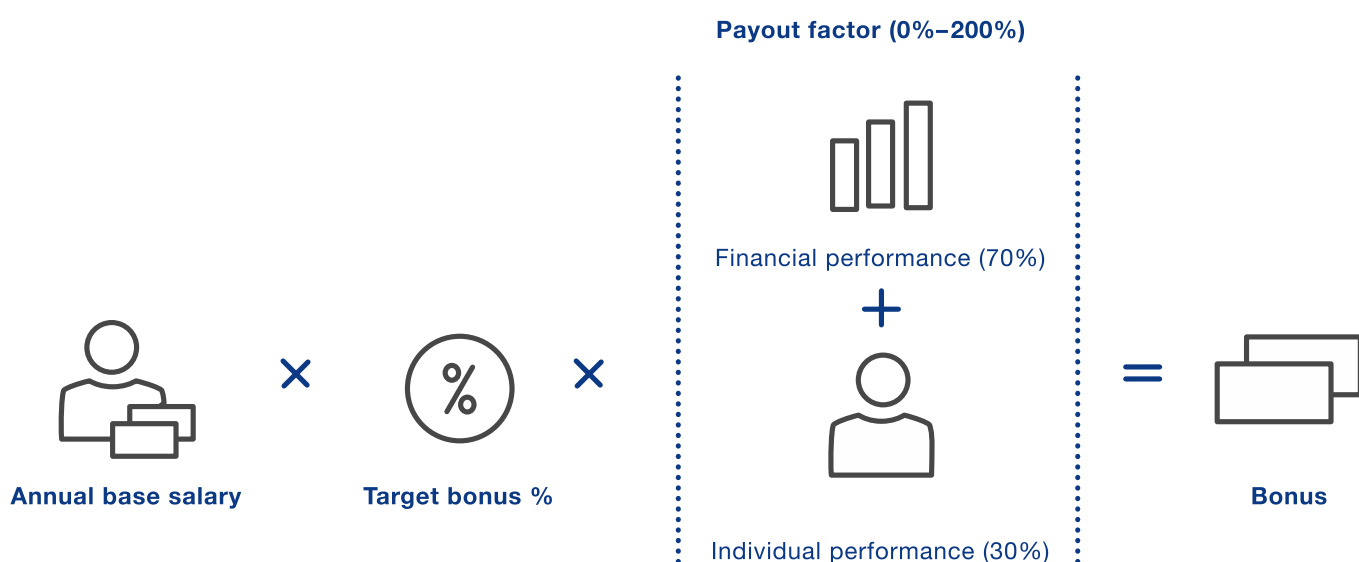 Payout factor (0%–200%)
Financial performance (70%)
+
%
× × =
Annual base salary
Target bonus %
Bonus
Individual performance (30%)